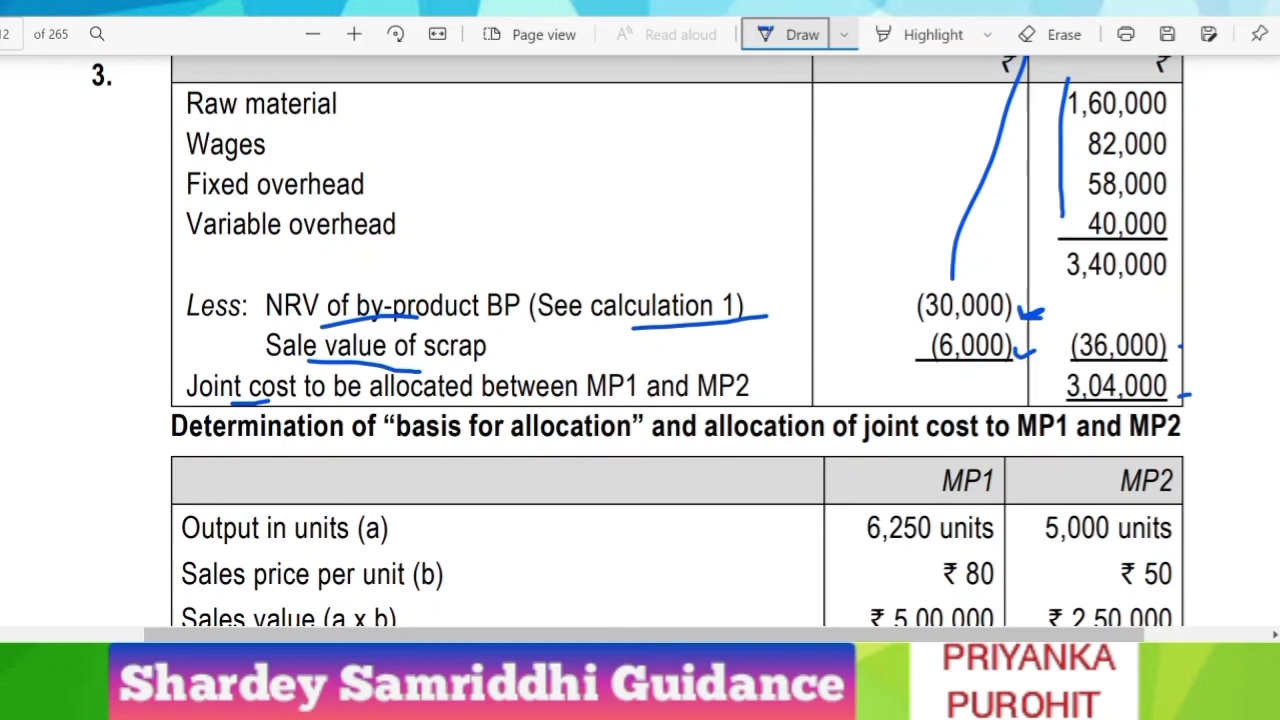 12 of 265 Page view Read aloud Draw Highlight Erase
3.
₹ ₹
Raw material 1,60,000
Wages 82,000
Fixed overhead 58,000
Variable overhead 40,000
3,40,000
Less: NRV of by-product BP (See calculation 1) (30,000)
Sale value of scrap (6,000) (36,000)
Joint cost to be allocated between MP1 and MP2 3,04,000
Determination of “basis for allocation” and allocation of joint cost to MP1 and MP2
MP1 MP2
Output in units (a) 6,250 units 5,000 units
Sales price per unit (b) ₹ 80 ₹ 50
Sales value (a x b) ₹ 5,00,000 ₹ 2,50,000
Shardey Samriddhi Guidance
PRIYANKA
PUROHIT